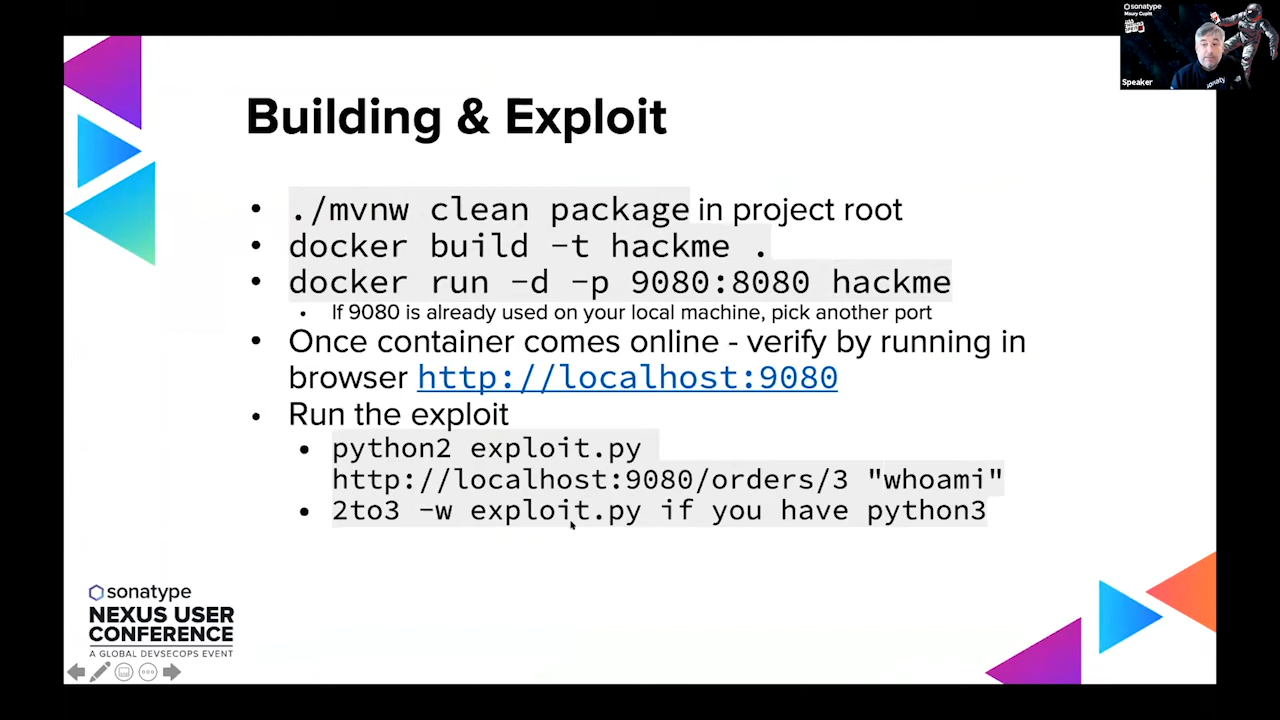 sonatype
Maury Cupitt
Speaker
Building & Exploit
• ./mvnw clean package in project root
• docker build -t hackme .
• docker run -d -p 9080:8080 hackme
• If 9080 is already used on your local machine, pick another port
• Once container comes online - verify by running in
browser http://localhost:9080
• Run the exploit
• python2 exploit.py
http://localhost:9080/orders/3 "whoami"
• 2to3 -w exploit.py if you have python3
sonatype
NEXUS USER
CONFERENCE
A GLOBAL DEVSECOPS EVENT